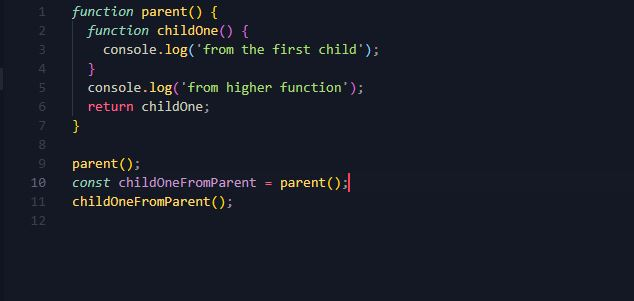 1 function parent() {
2   function childOne() {
3     console.log('from the first child');
4   }
5   console.log('from higher function');
6   return childOne;
7 }
8
9 parent();
10 const childOneFromParent = parent();
11 childOneFromParent();
12